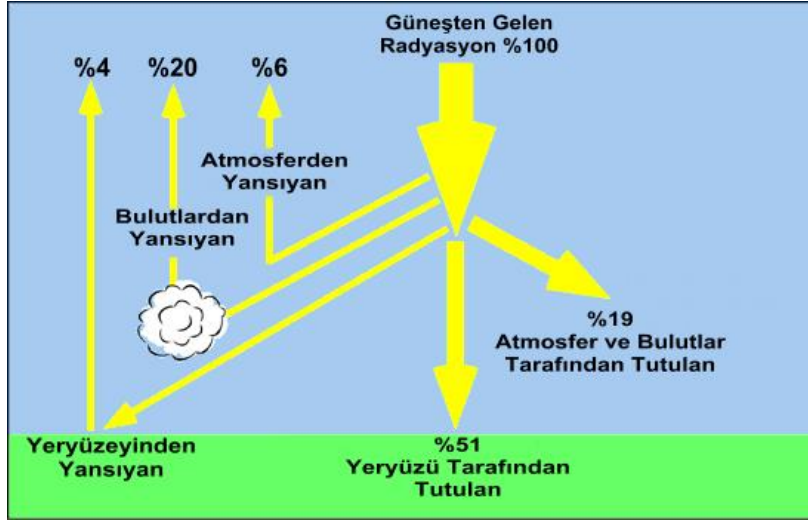 Güneşten Gelen
Radyasyon %100
%4
%20
%6
Atmosferden
Yansıyan
Bulutlardan
Yansıyan
%19
Atmosfer ve Bulutlar
Tarafından Tutulan
Yeryüzeyinden
Yansıyan
%51
Yeryüzü Tarafından
Tutulan